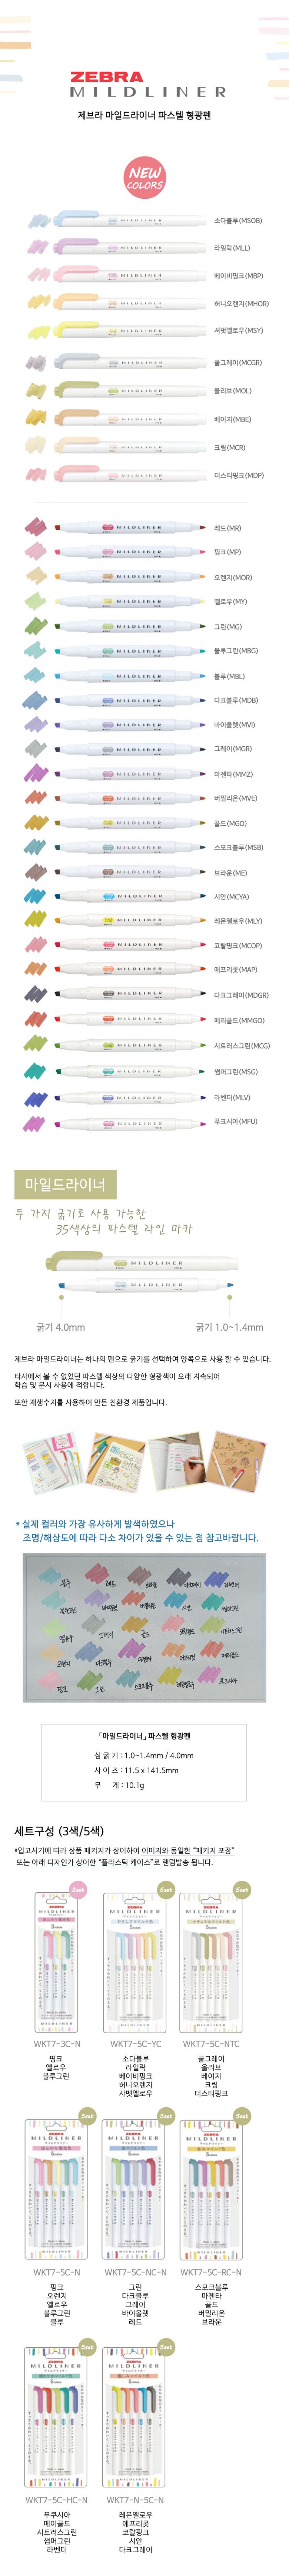 ZEBRA
MILDLINER
제브라 마일드라이너 파스텔 형광펜
NEW
COLORS
소다블루(MSOB)
라일락(MLL)
베이비핑크(MBP)
허니오렌지(MHOR)
셔벗옐로우(MSY)
쿨그레이(MCGR)
올리브(MOL)
베이지(MBE)
크림(MCR)
더스티핑크(MDP)
레드(MR)
핑크(MP)
오렌지(MOR)
옐로우(MY)
그린(MG)
블루그린(MBG)
블루(MBL)
다크블루(MDB)
바이올렛(MVI)
그레이(MGR)
마젠타(MMZ)
버밀리온(MVE)
골드(MGO)
스모크블루(MSB)
브라운(ME)
시안(MCYA)
레몬옐로우(MLY)
코랄핑크(MCOP)
애프리콧(MAP)
다크그레이(MDGR)
메리골드(MMGO)
시트러스그린(MCG)
썸머그린(MSG)
라벤더(MLV)
푸크시아(MFU)
마일드라이너
두 가지 굵기로 사용 가능한
35색상의 파스텔 라인 마카
굵기 4.0mm
굵기 1.0~1.4mm
제브라 마일드라이너는 하나의 펜으로 굵기를 선택하여 양쪽으로 사용 할 수 있습니다.
타사에서 볼 수 없었던 파스텔 색상의 다양한 형광색이 오래 지속되어
학습 및 문서 사용에 적합니다.
또한 재생수지를 사용하여 만든 친환경 제품입니다.
* 실제 컬러와 가장 유사하게 발색하였으나
조명/해상도에 따라 다소 차이가 있을 수 있는 점 참고바랍니다.
「마일드라이너」 파스텔 형광펜
심 굵 기 : 1.0~1.4mm / 4.0mm
사 이 즈 : 11.5 x 141.5mm
무 게 : 10.1g
세트구성 (3색/5색)
*입고시기에 따라 상품 패키지가 상이하여 이미지와 동일한 "패키지 포장"
또는 아래 디자인가 상이한 "플라스틱 케이스"로 랜덤발송 됩니다.
3set
5set
5set
WKT7-3C-N
핑크
옐로우
블루그린
WKT7-5C-YC
소다블루
라일락
베이비핑크
허니오렌지
샤벳옐로우
WKT7-5C-NTC
쿨그레이
올리브
베이지
크림
더스티핑크
5set
5set
5set
WKT7-5C-N
핑크
오렌지
옐로우
블루그린
블루
WKT7-5C-NC-N
그린
다크블루
그레이
바이올렛
레드
WKT7-5C-RC-N
스모크블루
마젠타
골드
버밀리온
브라운
5set
5set
WKT7-5C-HC-N
푸쿠시아
메이골드
시트러스그린
썸머그린
라벤더
WKT7-N-5C-N
레몬옐로우
에프리콧
코랄핑크
시안
다크그레이